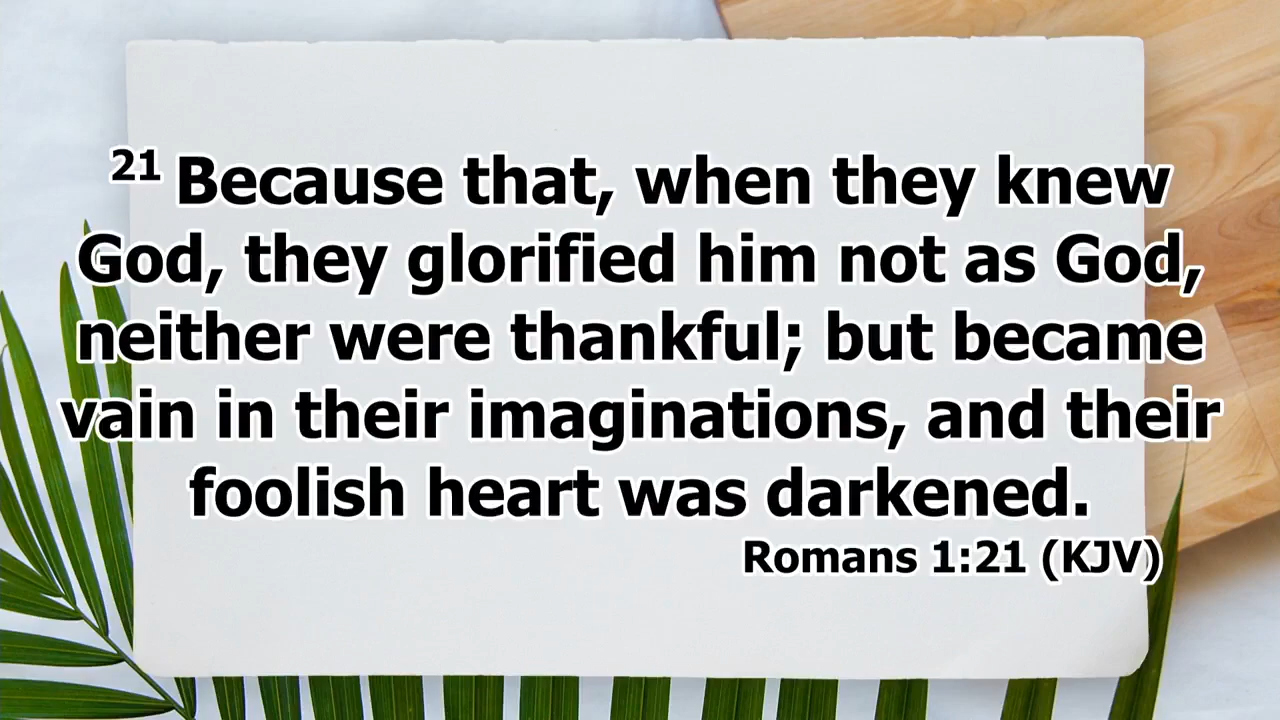 21 Because that, when they knew
God, they glorified him not as God,
neither were thankful; but became
vain in their imaginations, and their
foolish heart was darkened.
Romans 1:21 (KJV)